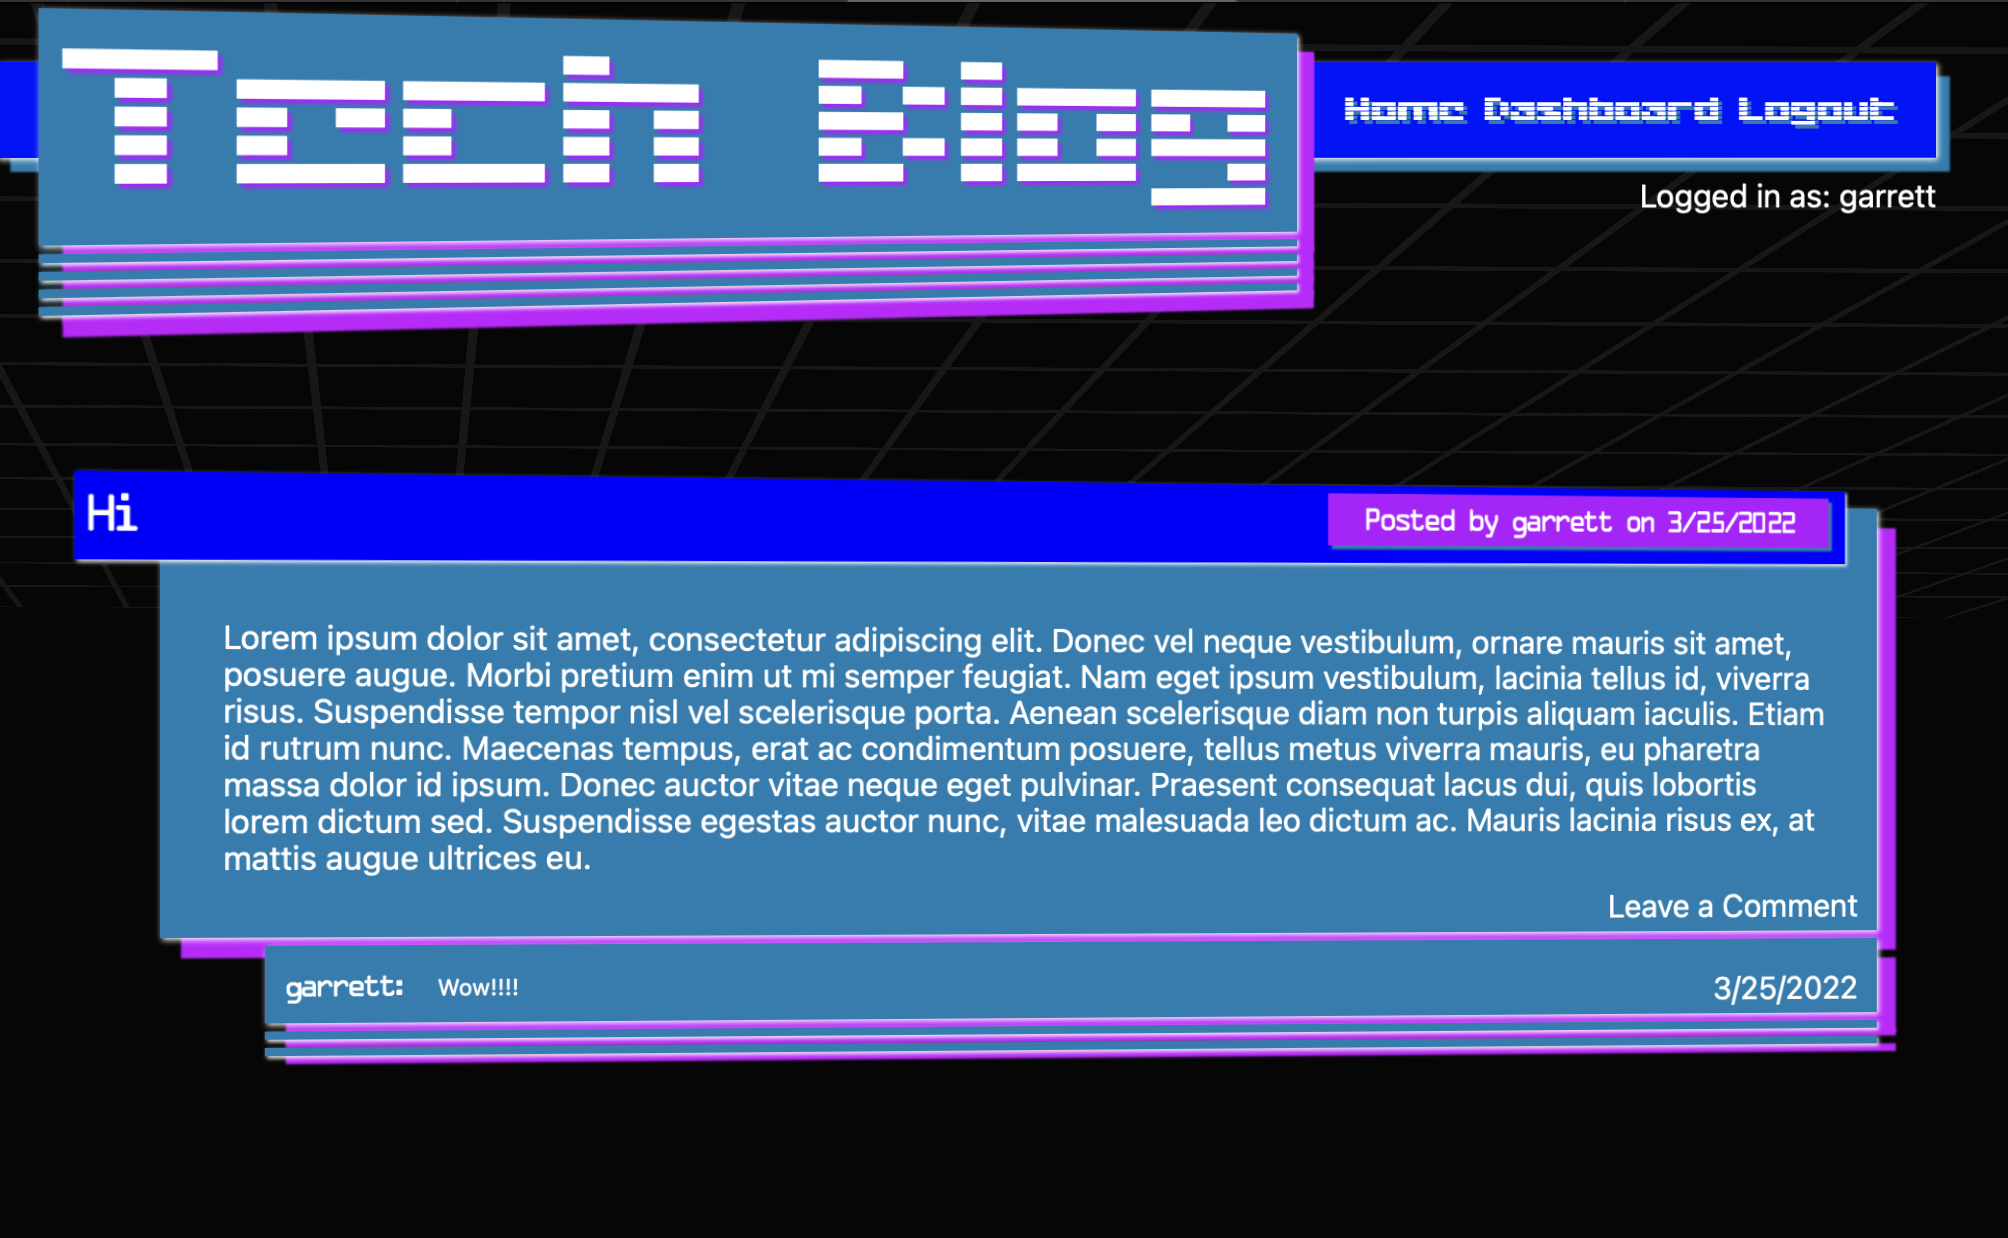 Tech Blog
Home Dashboard Logout
Logged in as: garrett
Hi
Posted by garrett on 3/25/2022
Lorem ipsum dolor sit amet, consectetur adipiscing elit. Donec vel neque vestibulum, ornare mauris sit amet,
posuere augue. Morbi pretium enim ut mi semper feugiat. Nam eget ipsum vestibulum, lacinia tellus id, viverra
risus. Suspendisse tempor nisl vel scelerisque porta. Aenean scelerisque diam non turpis aliquam iaculis. Etiam
id rutrum nunc. Maecenas tempus, erat ac condimentum posuere, tellus metus viverra mauris, eu pharetra
massa dolor id ipsum. Donec auctor vitae neque eget pulvinar. Praesent consequat lacus dui, quis lobortis
lorem dictum sed. Suspendisse egestas auctor nunc, vitae malesuada leo dictum ac. Mauris lacinia risus ex, at
mattis augue ultrices eu.
Leave a Comment
garrett: Wow!!!! 3/25/2022